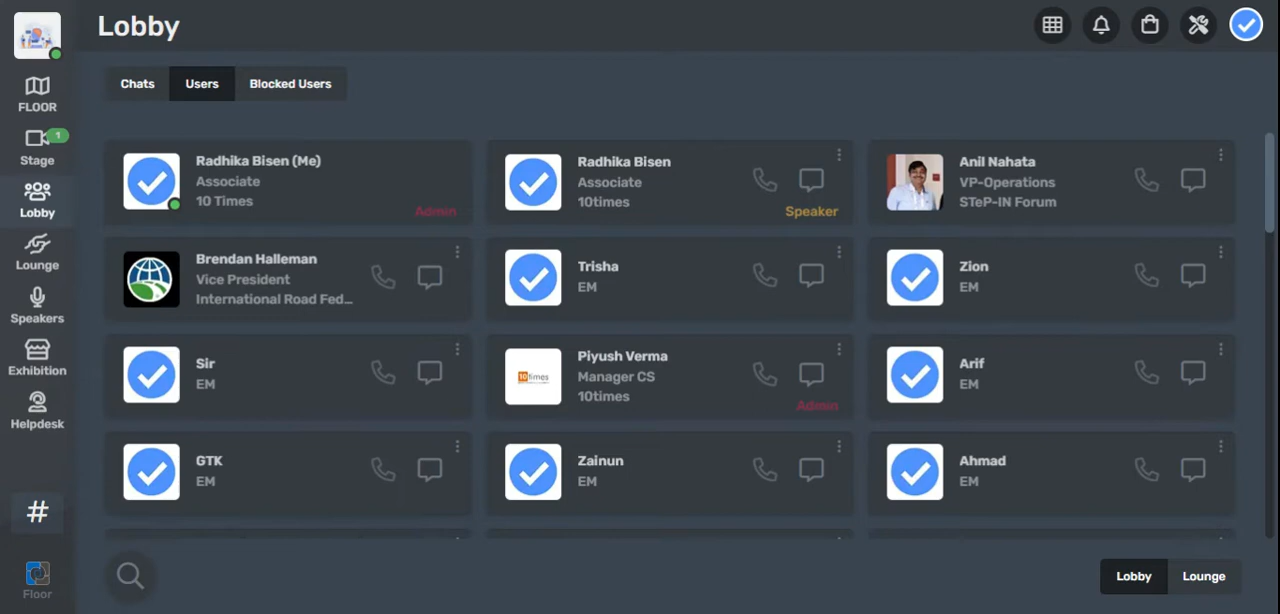 Lobby
FLOOR
1
Stage
Lobby
Lounge
Speakers
Exhibition
Helpdesk
#
Floor
Chats
Users
Blocked Users
Radhika Bisen (Me)
Associate
10 Times
Admin
Radhika Bisen
Associate
10times
Speaker
Anil Nahata
VP-Operations
STeP-IN Forum
Brendan Halleman
Vice President
International Road Fed...
Trisha
EM
Zion
EM
Sir
EM
10times
Piyush Verma
Manager CS
10times
Admin
Arif
EM
GTK
EM
Zainun
EM
Ahmad
EM
Lobby
Lounge